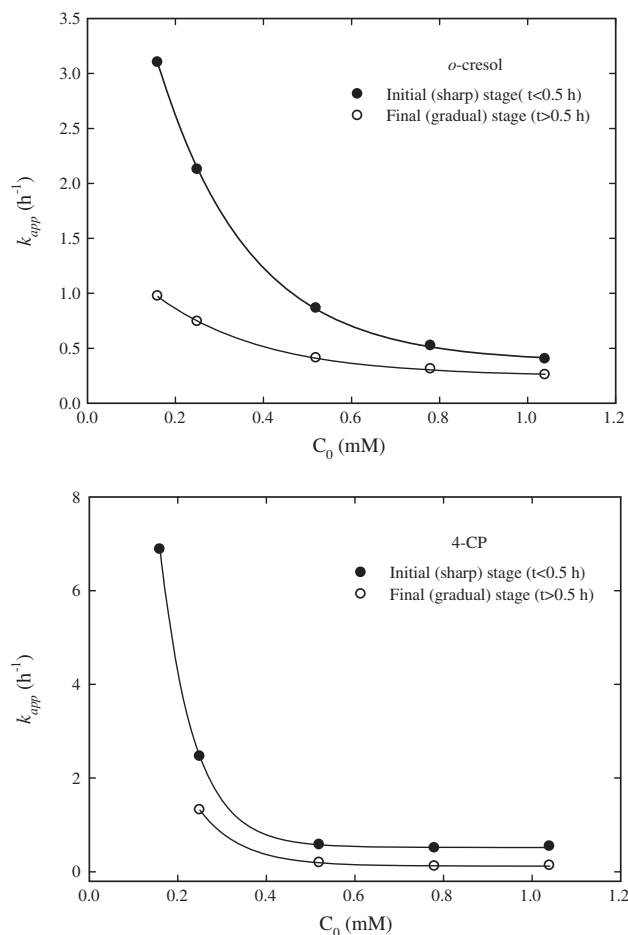 3.5
3.0
2.5
2.0
1.5
1.0
0.5
0.0
k_app (h⁻¹)
o-cresol
Initial (sharp) stage( t<0.5 h)
Final (gradual) stage (t>0.5 h)
0.0 0.2 0.4 0.6 0.8 1.0 1.2
C₀ (mM)
8
6
4
2
0
k_app (h⁻¹)
4-CP
Initial (sharp) stage (t<0.5 h)
Final (gradual) stage (t>0.5 h)
0.0 0.2 0.4 0.6 0.8 1.0 1.2
C₀ (mM)